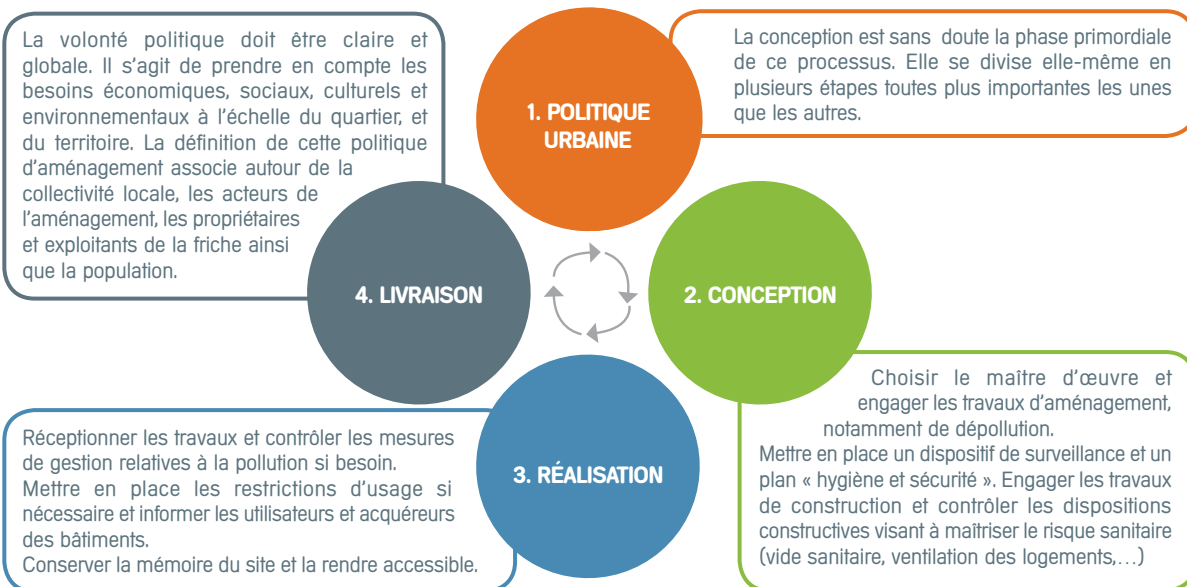 La volonté politique doit être claire et
globale. Il s'agit de prendre en compte les
besoins économiques, sociaux, culturels et
environnementaux à l'échelle du quartier, et
du territoire. La définition de cette politique
d'aménagement associe autour de la
collectivité locale, les acteurs de
l'aménagement, les propriétaires
et exploitants de la friche ainsi
que la population.
1. POLITIQUE
URBAINE
La conception est sans doute la phase primordiale
de ce processus. Elle se divise elle-même en
plusieurs étapes toutes plus importantes les unes
que les autres.
4. LIVRAISON
2. CONCEPTION
Réceptionner les travaux et contrôler les mesures
de gestion relatives à la pollution si besoin.
Mettre en place les restrictions d'usage si
nécessaire et informer les utilisateurs et acquéreurs
des bâtiments.
Conserver la mémoire du site et la rendre accessible.
3. RÉALISATION
Choisir le maître d'œuvre et
engager les travaux d'aménagement,
notamment de dépollution.
Mettre en place un dispositif de surveillance et un
plan « hygiène et sécurité ». Engager les travaux
de construction et contrôler les dispositions
constructives visant à maîtriser le risque sanitaire
(vide sanitaire, ventilation des logements,…)